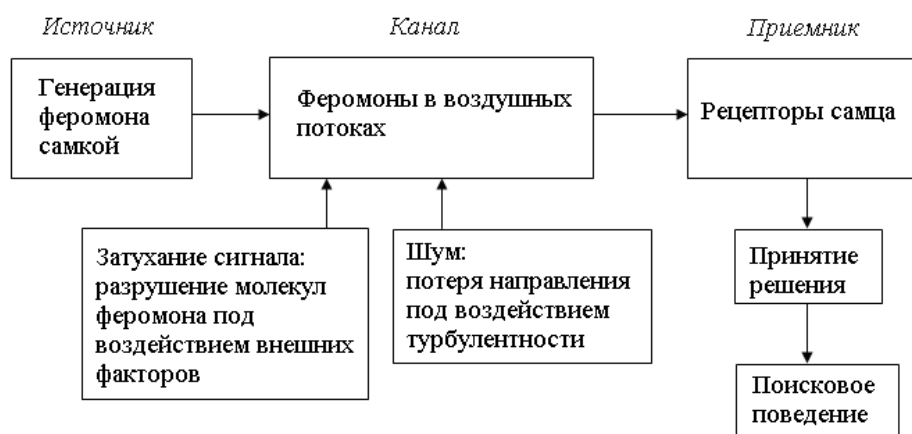 Источник
Канал
Приемник
Генерация
феромона
самкой
Феромоны в воздушных
потоках
Рецепторы самца
Затухание сигнала:
разрушение молекул
феромона под
воздействием внешних
факторов
Шум:
потеря направления
под воздействием
турбулентности
Принятие
решения
Поисковое
поведение